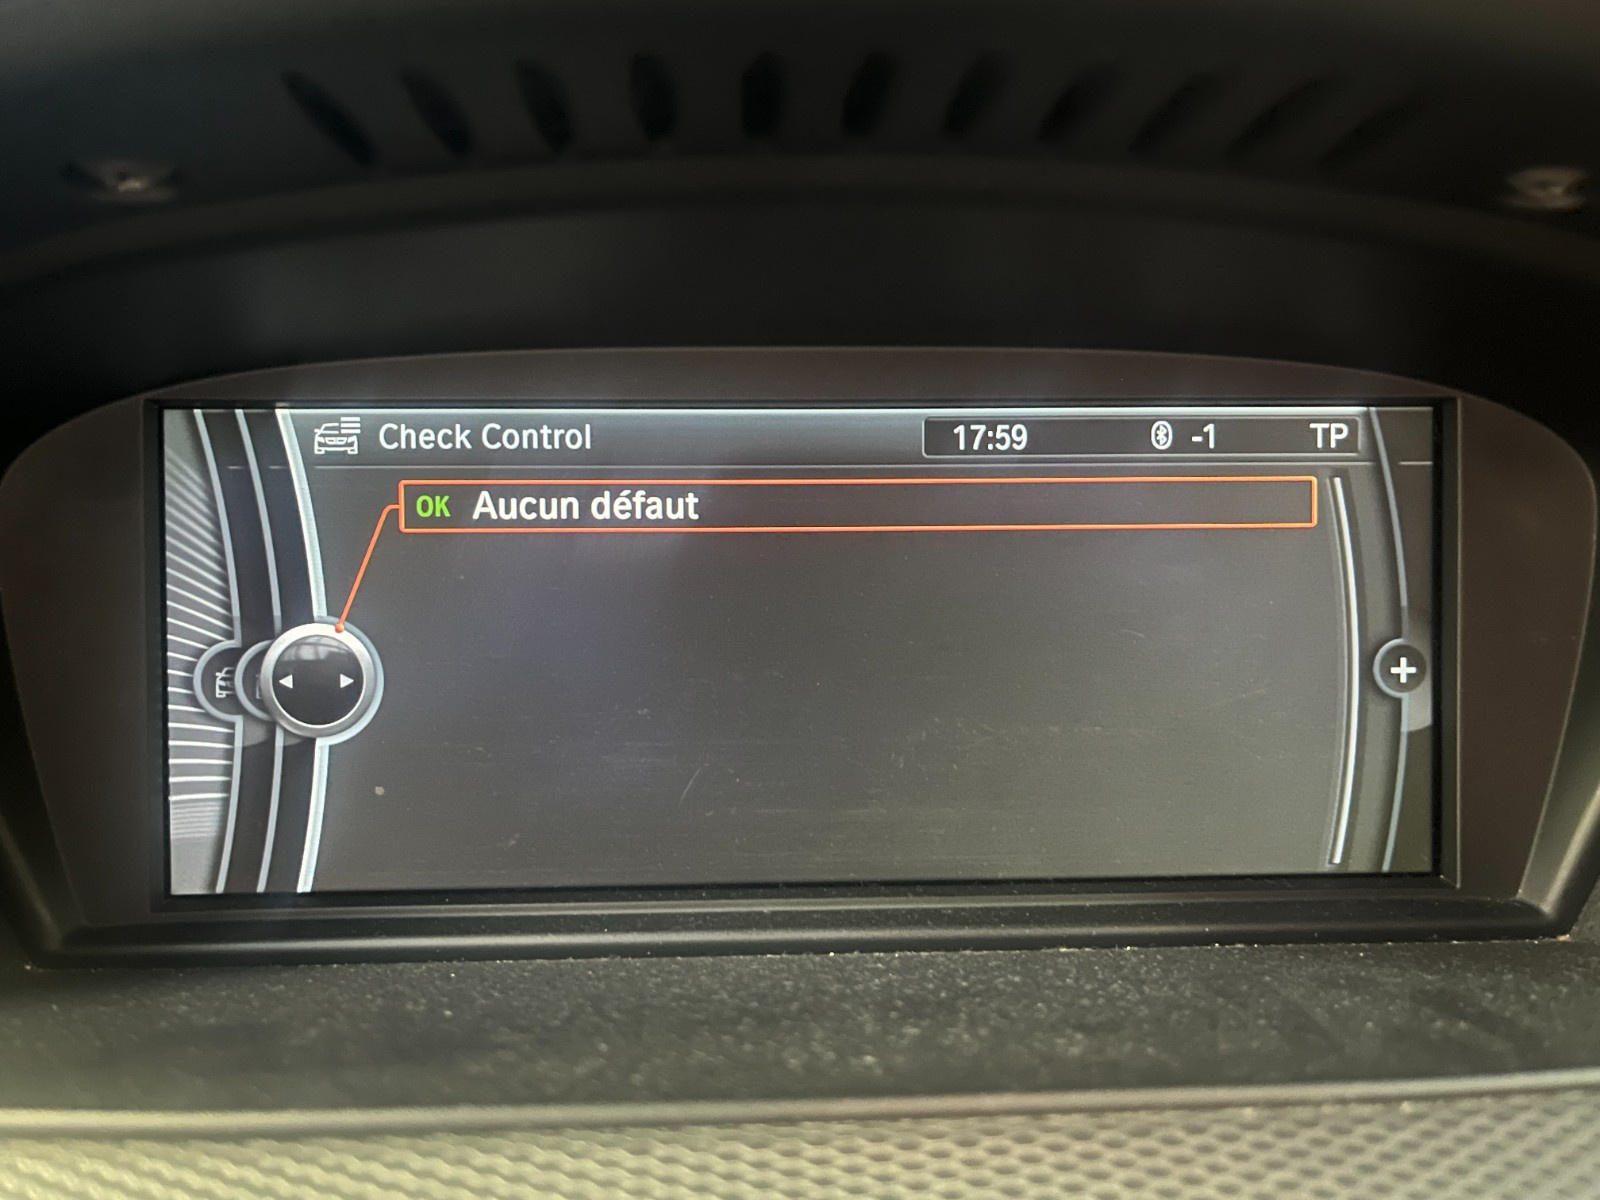 Check Control 17:59 -1 TP
OK Aucun défaut